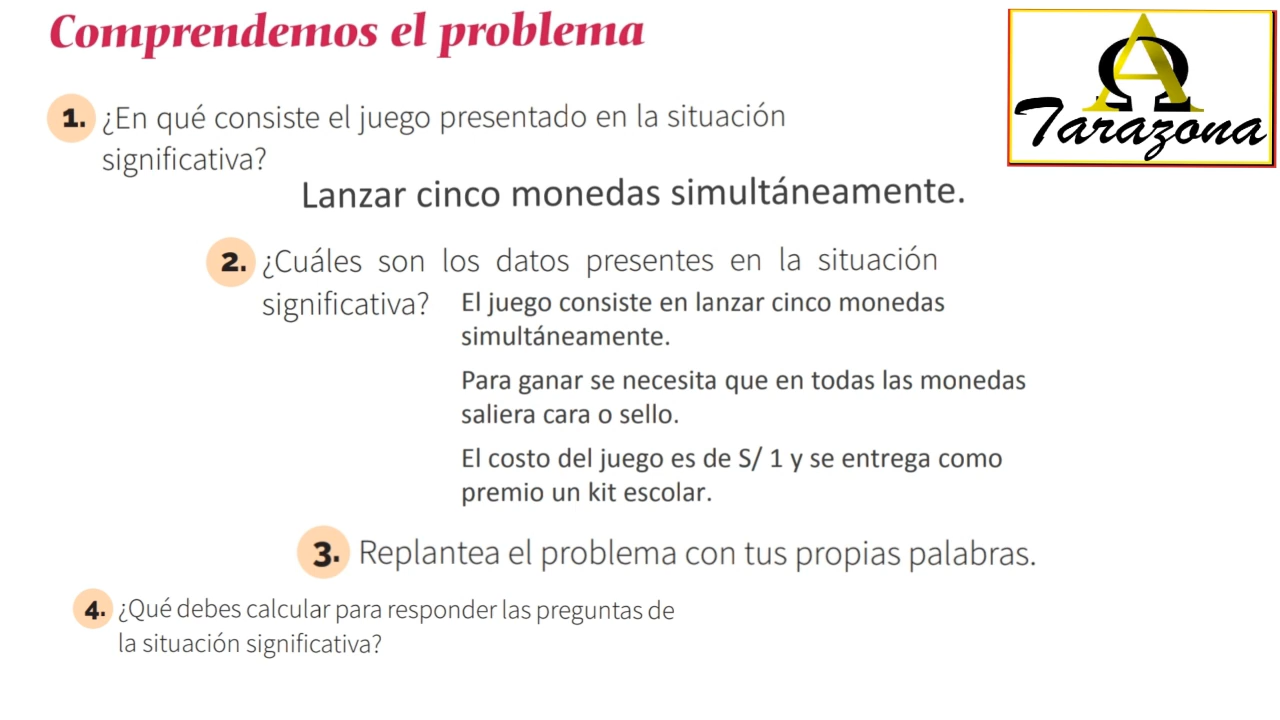 Comprendemos el problema
ΑΩ
Tarazona
1. ¿En qué consiste el juego presentado en la situación
significativa?
Lanzar cinco monedas simultáneamente.
2. ¿Cuáles son los datos presentes en la situación
significativa? El juego consiste en lanzar cinco monedas
simultáneamente.
Para ganar se necesita que en todas las monedas
saliera cara o sello.
El costo del juego es de S/ 1 y se entrega como
premio un kit escolar.
3. Replantea el problema con tus propias palabras.
4. ¿Qué debes calcular para responder las preguntas de
la situación significativa?